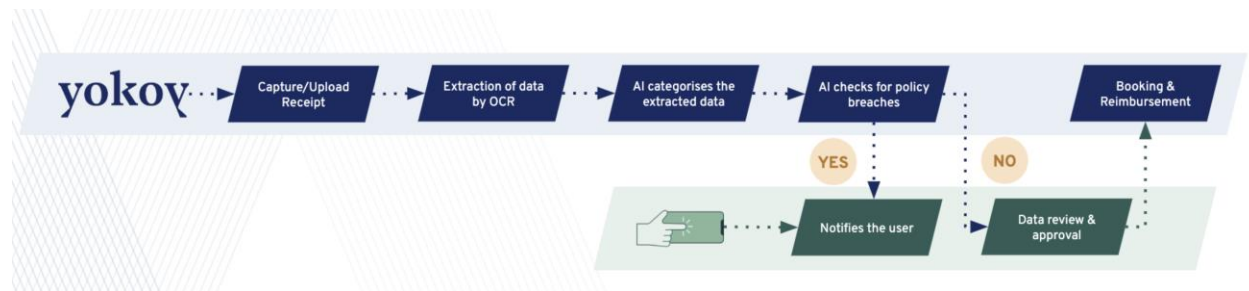 yokoy
Capture/Upload
Receipt
Extraction of data
by OCR
AI categorises the
extracted data
AI checks for policy
breaches
Booking &
Reimbursement
YES
NO
Notifies the user
Data review &
approval